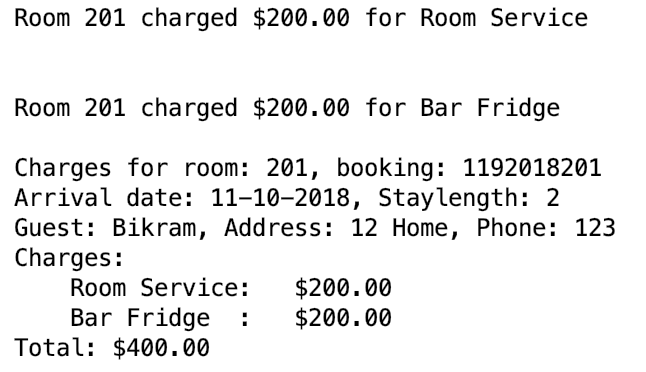 Room 201 charged $200.00 for Room Service
Room 201 charged $200.00 for Bar Fridge
Charges for room: 201, booking: 1192018201
Arrival date: 11-10-2018, Staylength: 2
Guest: Bikram, Address: 12 Home, Phone: 123
Charges:
    Room Service:   $200.00
    Bar Fridge  :   $200.00
Total: $400.00